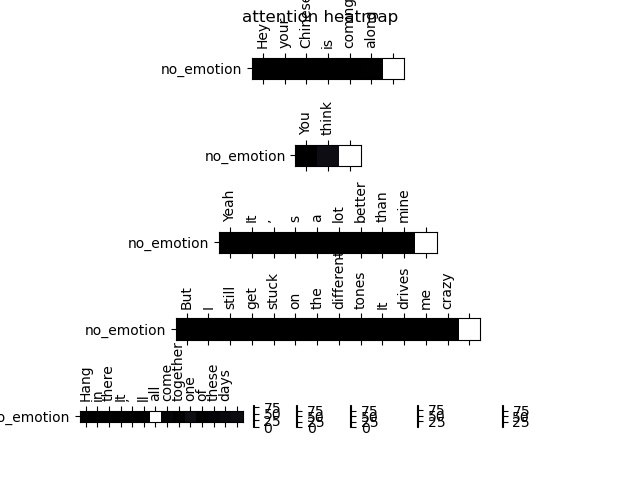 attention heatmap
Hey your Chinese is coming along
no_emotion
You think
no_emotion
Yeah It , s a lot better than mine
no_emotion
But I still get stuck on the different tones It drives me crazy
no_emotion
Hang in there It , ll all come together one of these days
no_emotion
75 75 75 75 75
50 50 50 50 50
25 25 25 25 25
0 0 0